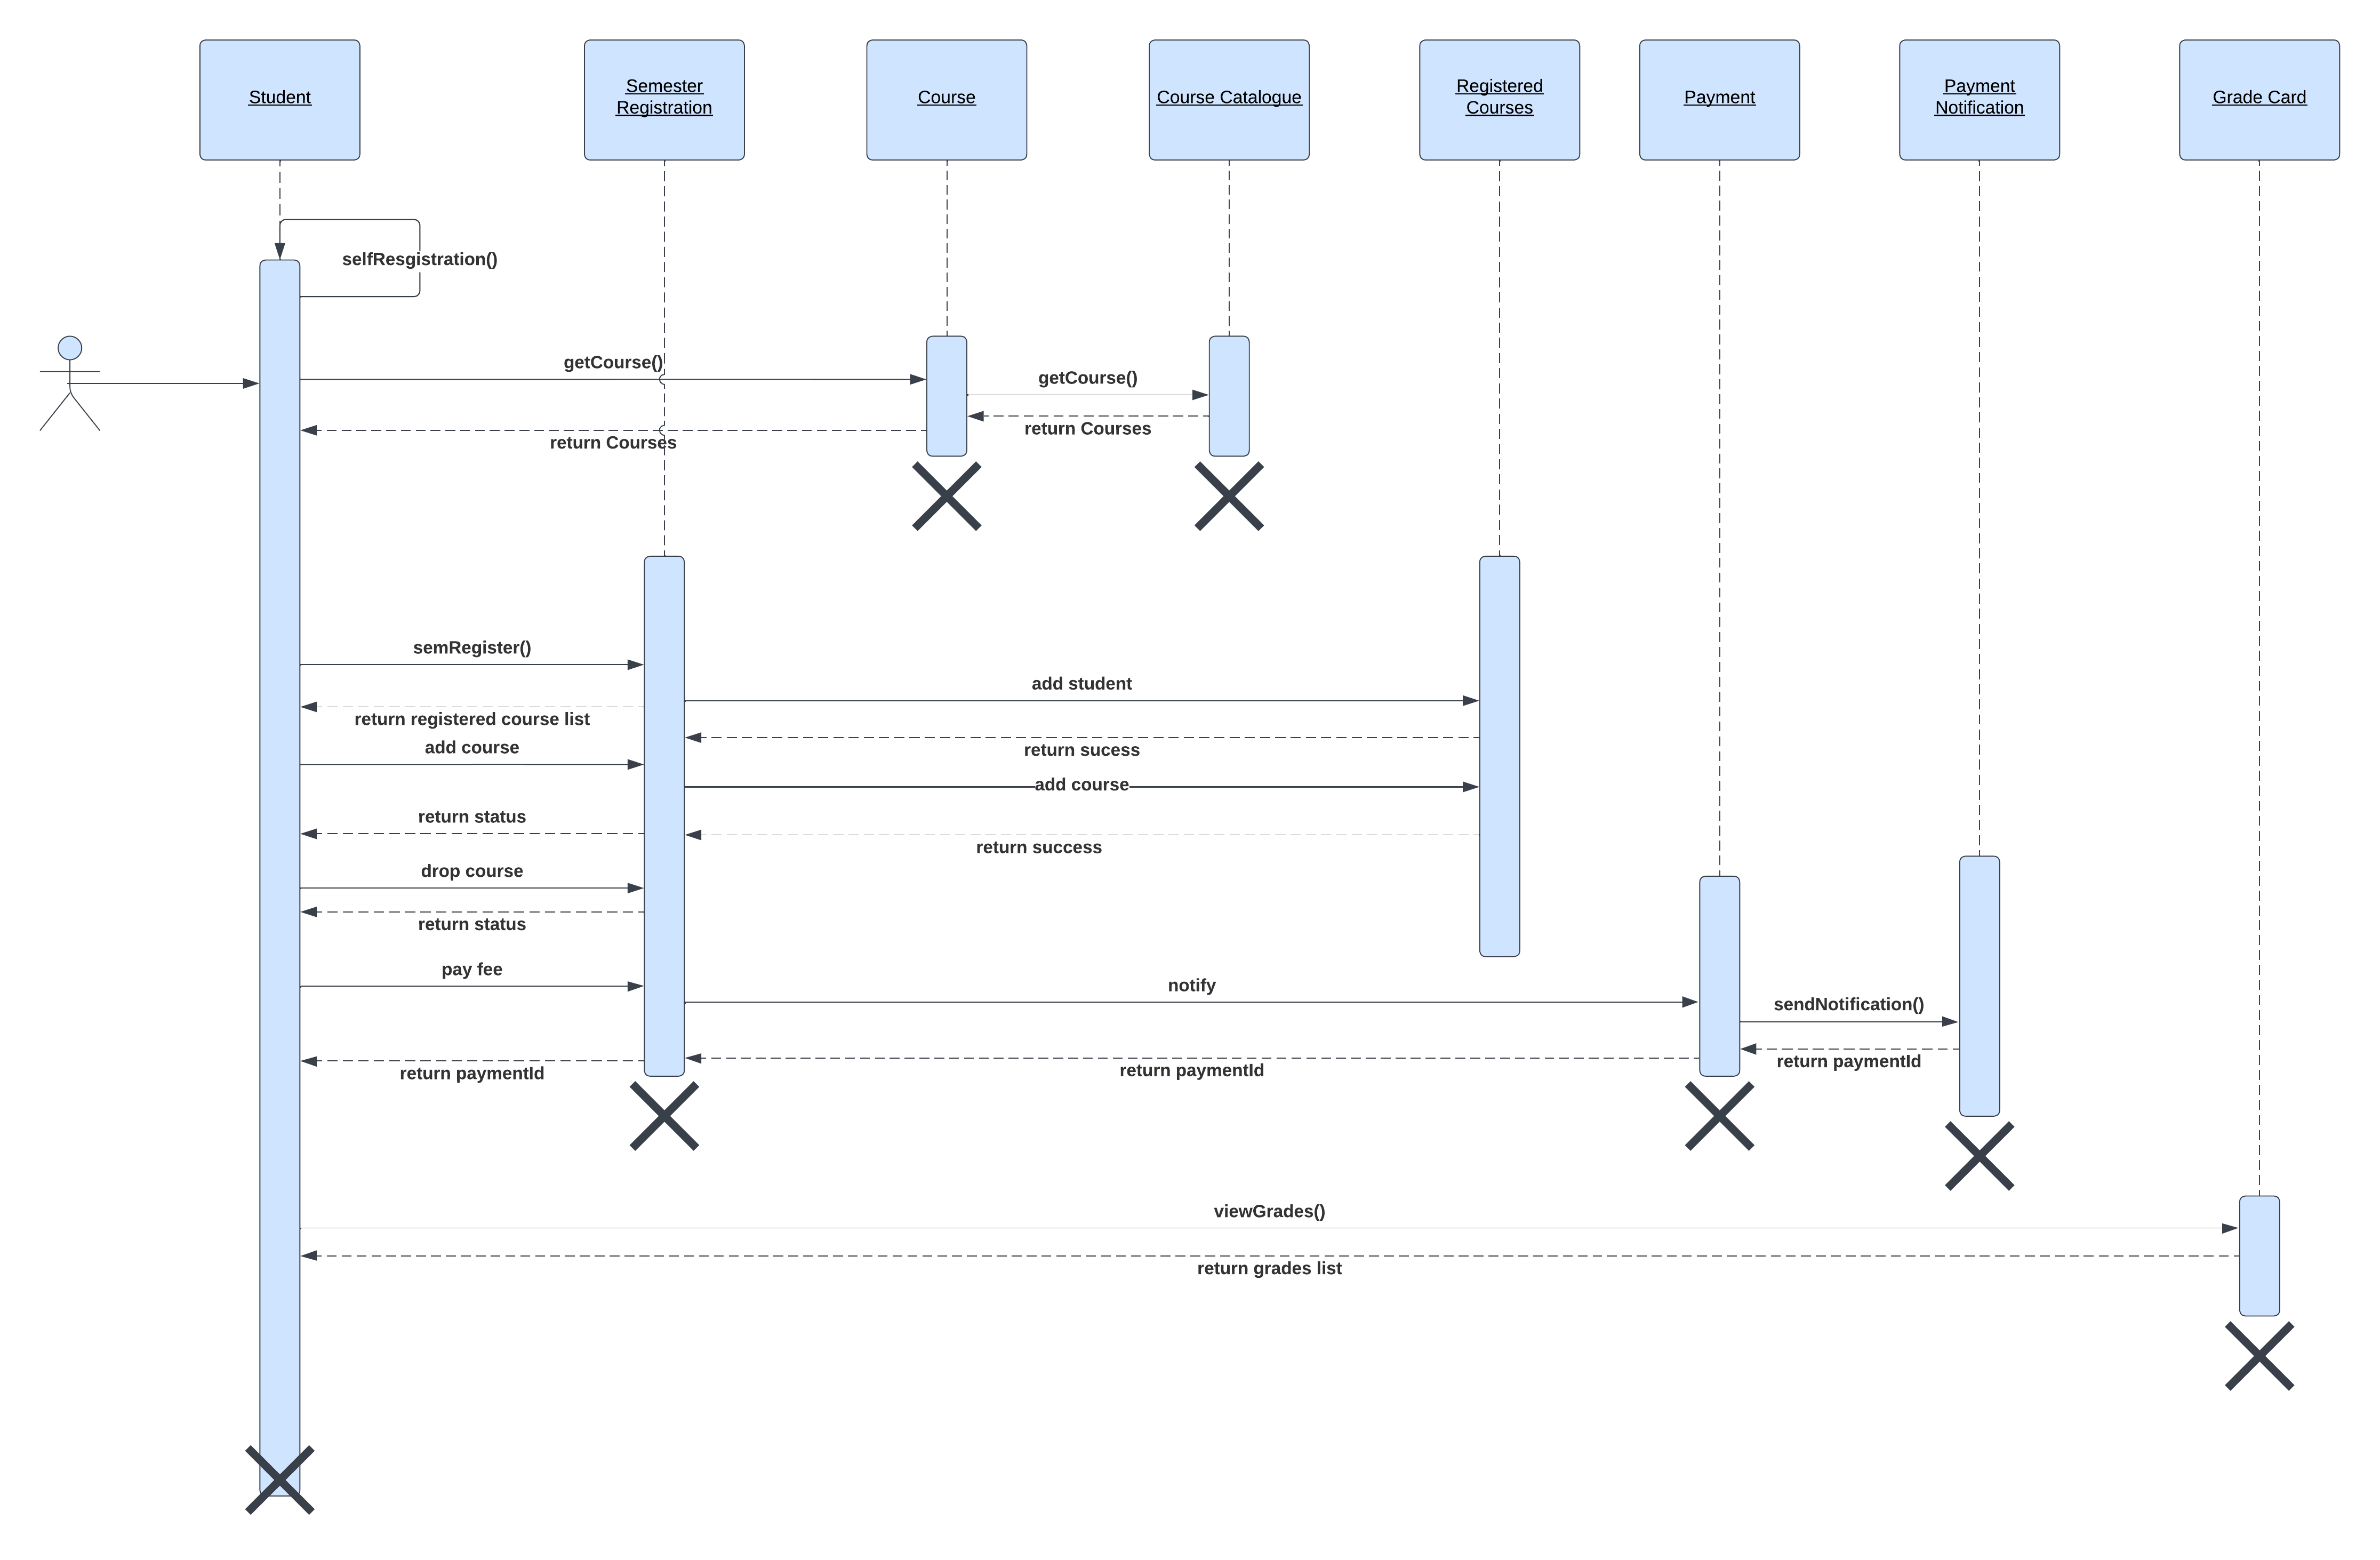 Student
Semester
Registration
Course
Course Catalogue
Registered
Courses
Payment
Payment
Notification
Grade Card
selfResgistration()
getCourse()
getCourse()
return Courses
return Courses
semRegister()
add student
return registered course list
add course
return sucess
add course
return status
return success
drop course
return status
pay fee
notify
sendNotification()
return paymentId
return paymentId
return paymentId
viewGrades()
return grades list